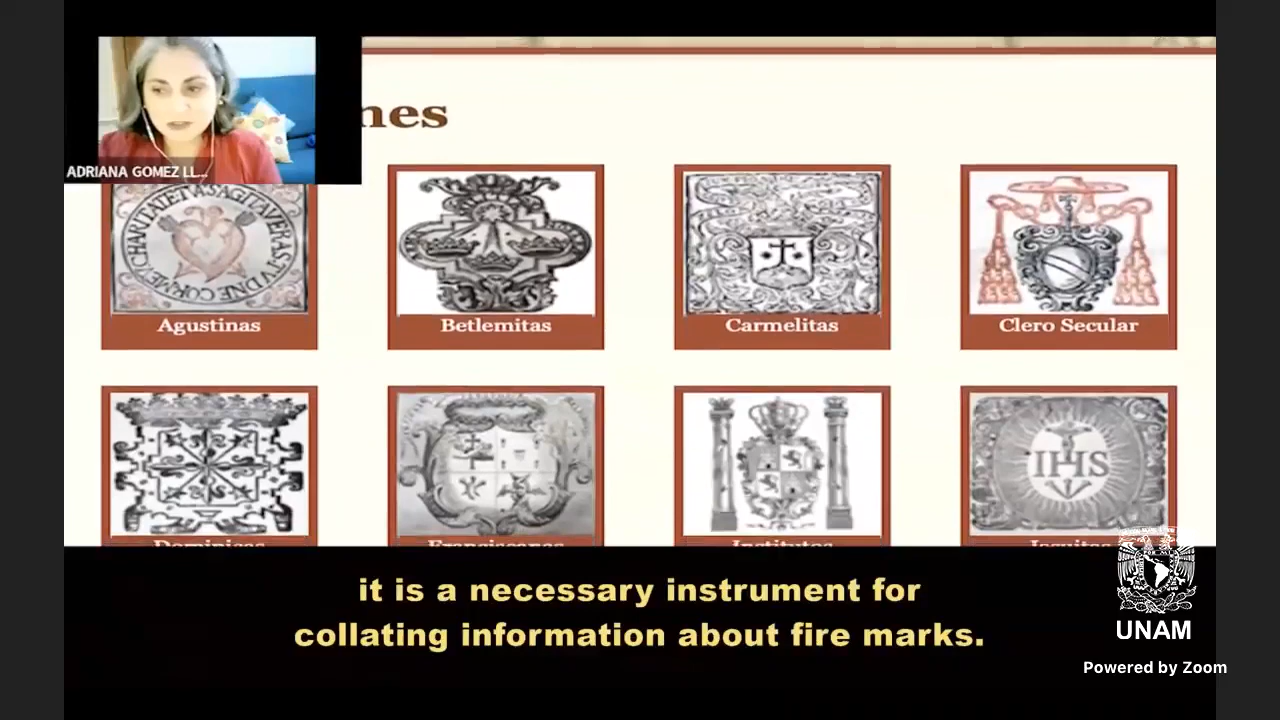 nes
ADRIANA GOMEZ LL...
Agustinas
Betlemitas
Carmelitas
Clero Secular
IHS
Dominicas
Franciscanas
Institutos
Jesuitas
it is a necessary instrument for
collating information about fire marks.
UNAM
Powered by Zoom